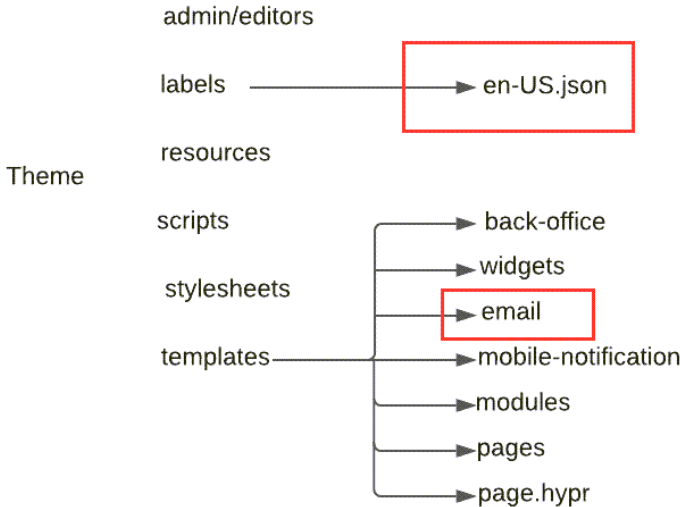 admin/editors
labels
en-US.json
resources
Theme
scripts
back-office
widgets
stylesheets
email
templates
mobile-notification
modules
pages
page.hypr